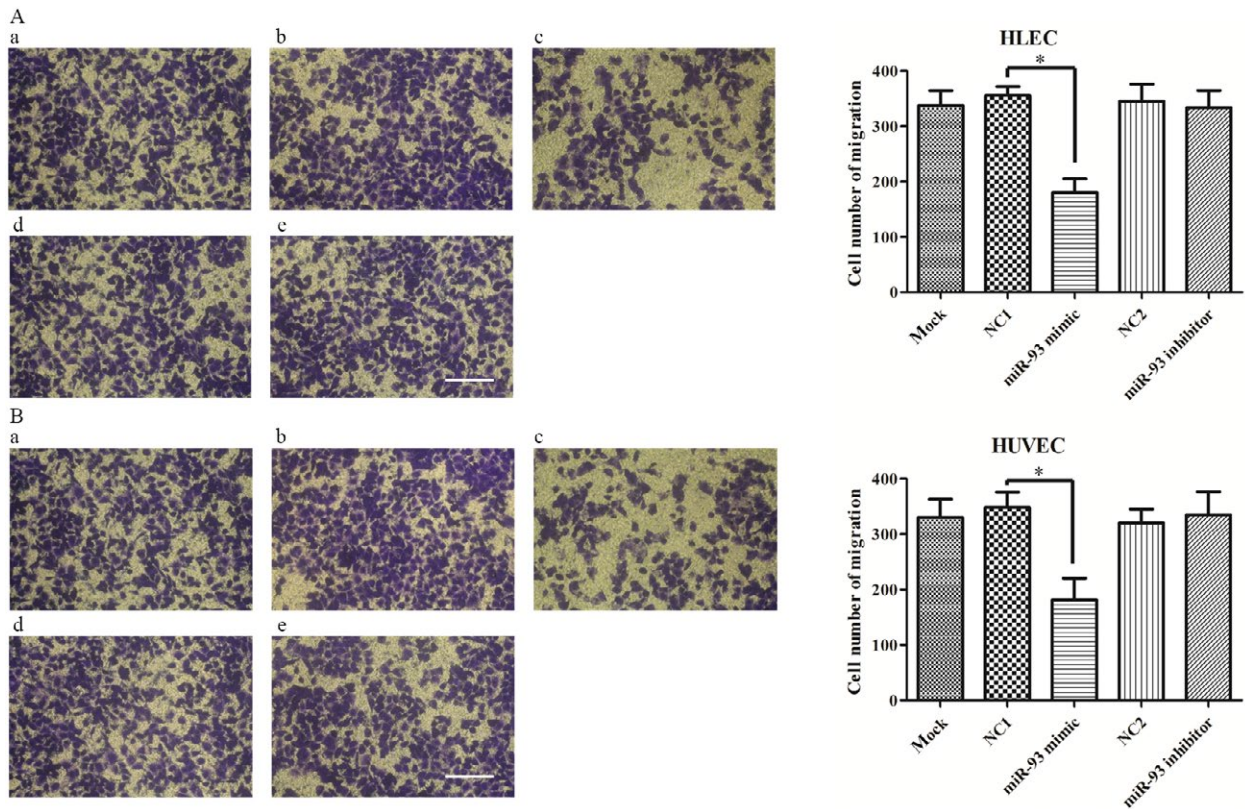 A
a
b
c
d
e
HLEC
*
Cell number of migration
400
300
200
100
0
Mock
NC1
miR-93 mimic
NC2
miR-93 inhibitor
B
a
b
c
d
e
HUVEC
*
Cell number of migration
400
300
200
100
0
Mock
NC1
miR-93 mimic
NC2
miR-93 inhibitor